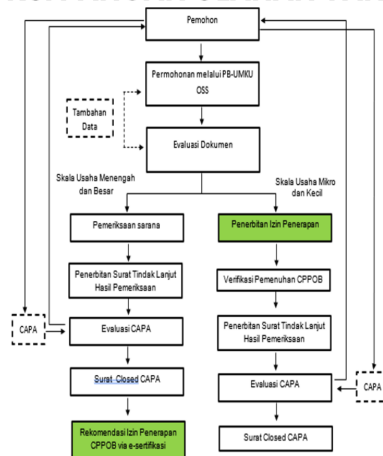 Pemohon
Permohonan melalui PB-UMKU
OSS
Tambahan
Data
Evaluasi Dokumen
Skala Usaha Menengah
dan Besar
Skala Usaha Mikro
dan Kecil
Pemeriksaan sarana
Penerbitan Izin Penerapan
Penerbitan Surat Tindak Lanjut
Hasil Pemeriksaan
Verifikasi Pemenuhan CPPOB
CAPA
Evaluasi CAPA
Penerbitan Surat Tindak Lanjut
Hasil Pemeriksaan
Surat Closed CAPA
Evaluasi CAPA
CAPA
Rekomendasi Izin Penerapan
CPPOB via e-sertifikasi
Surat Closed CAPA